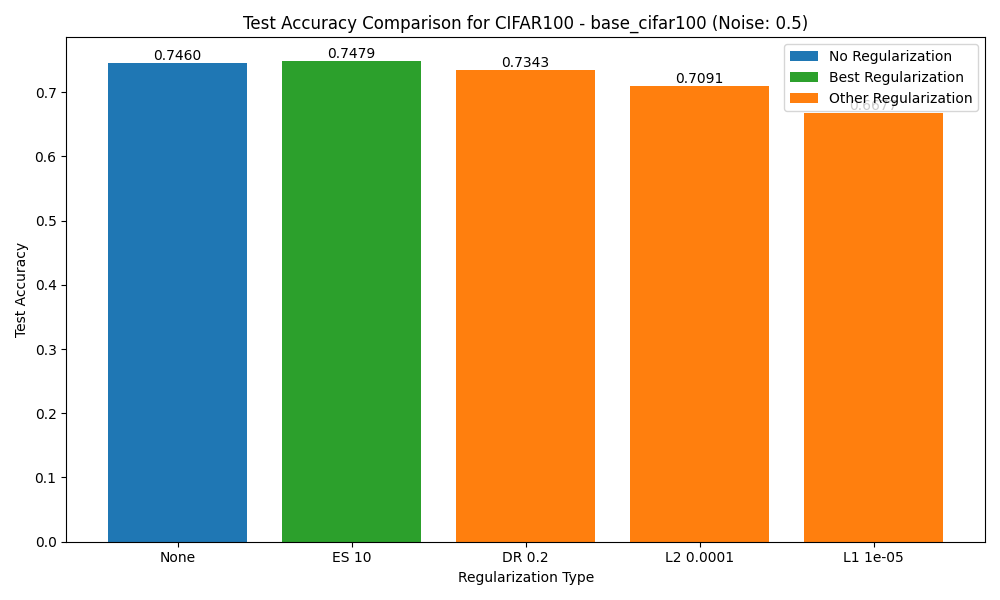 Test Accuracy Comparison for CIFAR100 - base_cifar100 (Noise: 0.5)
0.7460
0.7479
0.7343
0.7091
0.6677
No Regularization
Best Regularization
Other Regularization
Test Accuracy
0.7
0.6
0.5
0.4
0.3
0.2
0.1
0.0
None
ES 10
DR 0.2
L2 0.0001
L1 1e-05
Regularization Type